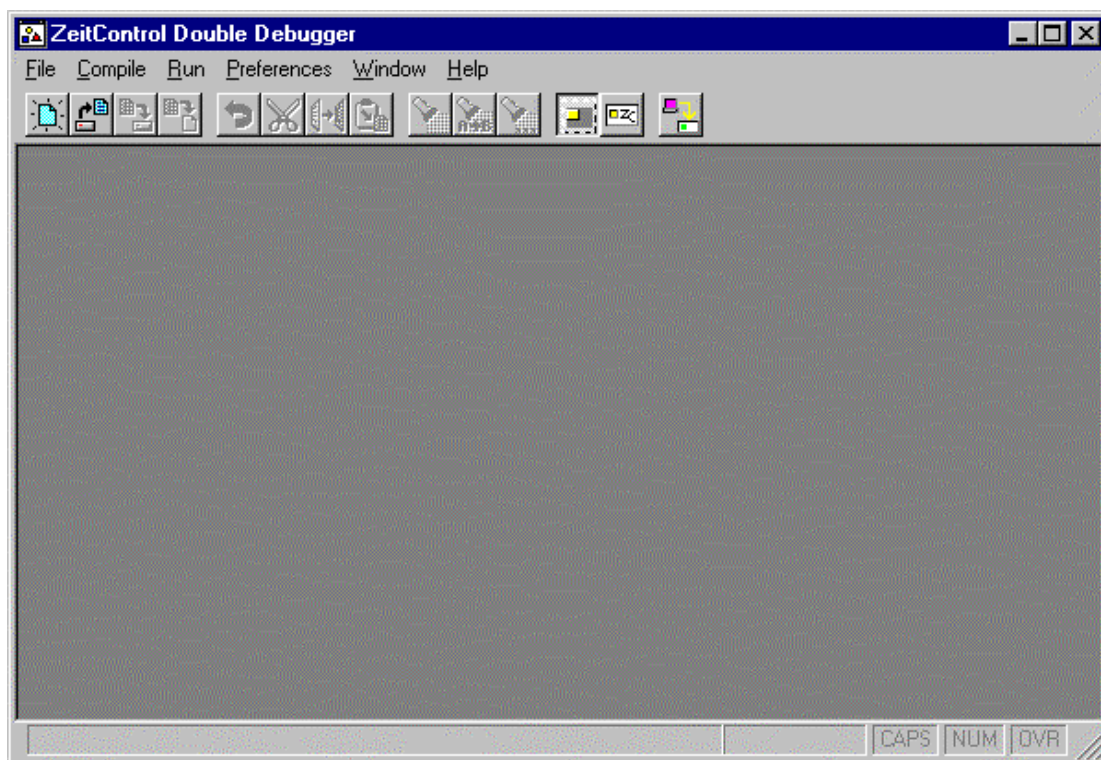 ZeitControl Double Debugger
File Compile Run Preferences Window Help
CAPS NUM OVR